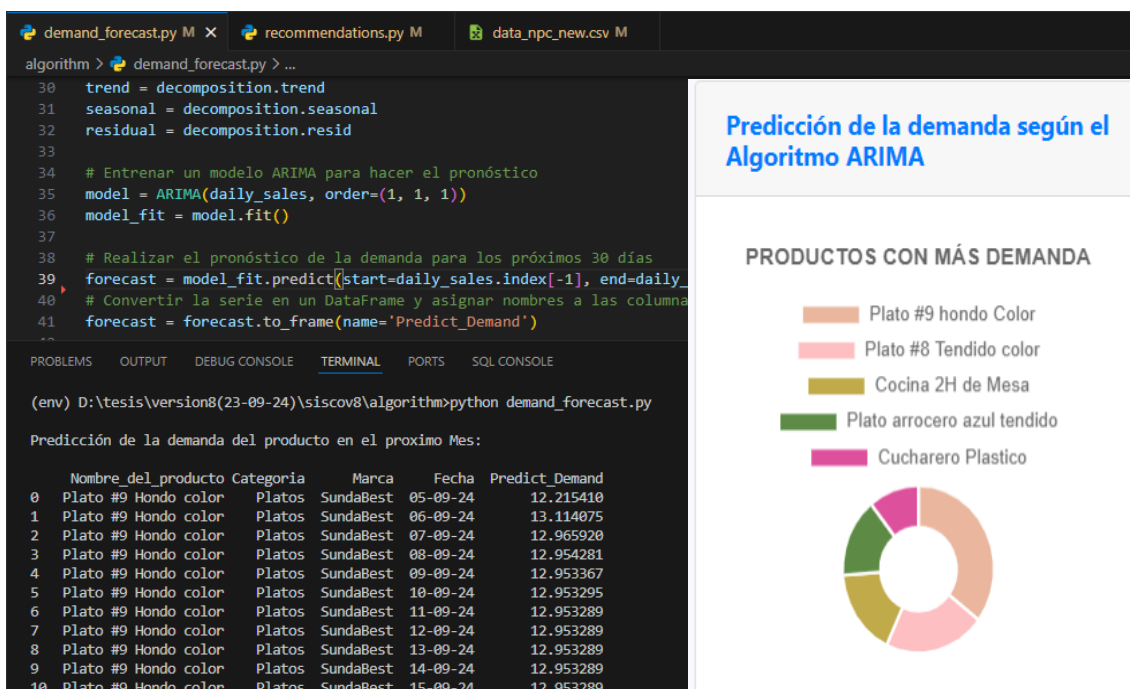 demand_forecast.py M
recommendations.py M
data_npc_new.csv M
algorithm > demand_forecast.py > ...
30 trend = decomposition.trend
31 seasonal = decomposition.seasonal
32 residual = decomposition.resid
33
34 # Entrenar un modelo ARIMA para hacer el pronóstico
35 model = ARIMA(daily_sales, order=(1, 1, 1))
36 model_fit = model.fit()
37
38 # Realizar el pronóstico de la demanda para los próximos 30 días
39 forecast = model_fit.predict(start=daily_sales.index[-1], end=daily_
40 # Convertir la serie en un DataFrame y asignar nombres a las columna
41 forecast = forecast.to_frame(name='Predict_Demand')
PROBLEMS OUTPUT DEBUG CONSOLE TERMINAL PORTS SQL CONSOLE
(env) D:\tesis\version8(23-09-24)\siscov8\algorithm>python demand_forecast.py
Predicción de la demanda del producto en el proximo Mes:
Nombre_del_producto Categoria Marca Fecha Predict_Demand
0 Plato #9 Hondo color Platos SundaBest 05-09-24 12.215410
1 Plato #9 Hondo color Platos SundaBest 06-09-24 13.114075
2 Plato #9 Hondo color Platos SundaBest 07-09-24 12.965920
3 Plato #9 Hondo color Platos SundaBest 08-09-24 12.954281
4 Plato #9 Hondo color Platos SundaBest 09-09-24 12.953367
5 Plato #9 Hondo color Platos SundaBest 10-09-24 12.953295
6 Plato #9 Hondo color Platos SundaBest 11-09-24 12.953289
7 Plato #9 Hondo color Platos SundaBest 12-09-24 12.953289
8 Plato #9 Hondo color Platos SundaBest 13-09-24 12.953289
9 Plato #9 Hondo color Platos SundaBest 14-09-24 12.953289
10 Plato #9 Hondo color Platos SundaBest 15-09-24 12.953289
Predicción de la demanda según el
Algoritmo ARIMA
PRODUCTOS CON MÁS DEMANDA
Plato #9 hondo Color
Plato #8 Tendido color
Cocina 2H de Mesa
Plato arrocero azul tendido
Cucharero Plastico